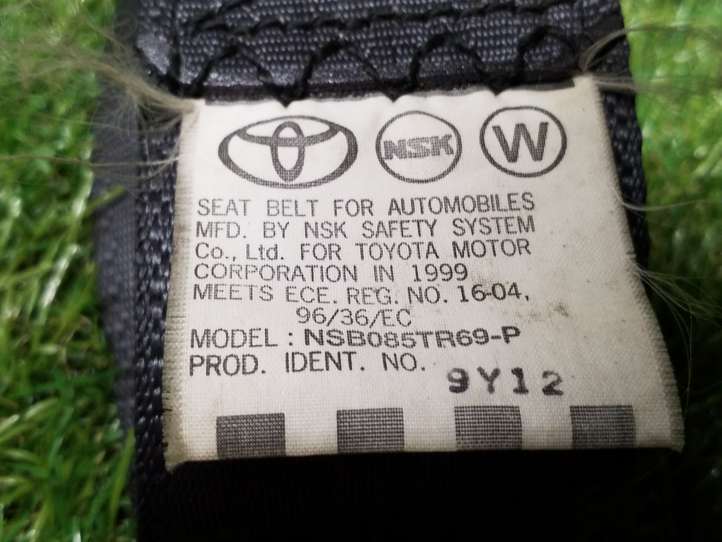 NSK W
SEAT BELT FOR AUTOMOBILES
MFD. BY NSK SAFETY SYSTEM
Co., Ltd. FOR TOYOTA MOTOR
CORPORATION IN 1999
MEETS ECE. REG. NO. 16-04,
96/36/EC
MODEL : NSB085TR69-P
PROD. IDENT. NO. 9Y12